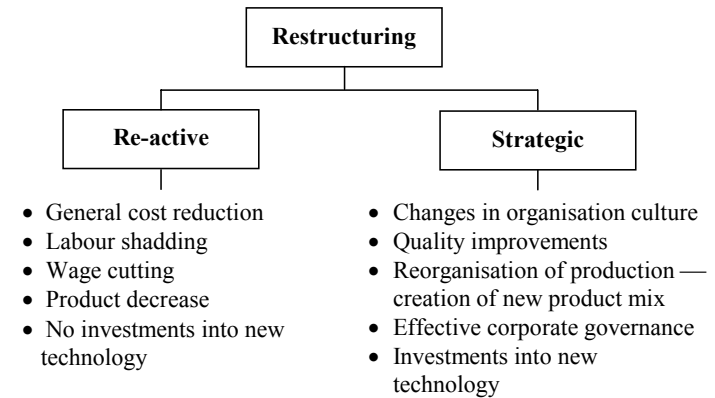 Restructuring
Re-active
Strategic
• General cost reduction
• Labour shadding
• Wage cutting
• Product decrease
• No investments into new
technology
• Changes in organisation culture
• Quality improvements
• Reorganisation of production —
creation of new product mix
• Effective corporate governance
• Investments into new
technology